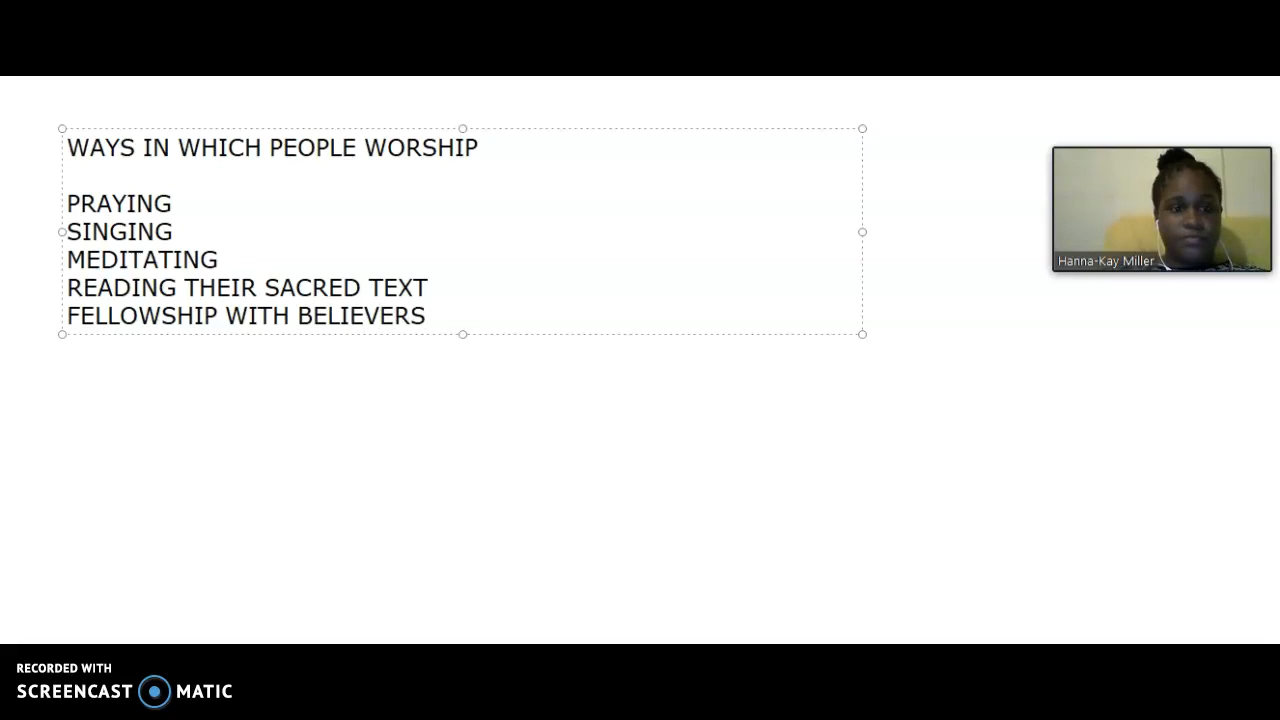 WAYS IN WHICH PEOPLE WORSHIP
PRAYING
SINGING
MEDITATING
READING THEIR SACRED TEXT
FELLOWSHIP WITH BELIEVERS
Hanna-Kay Miller
RECORDED WITH
SCREENCAST MATIC